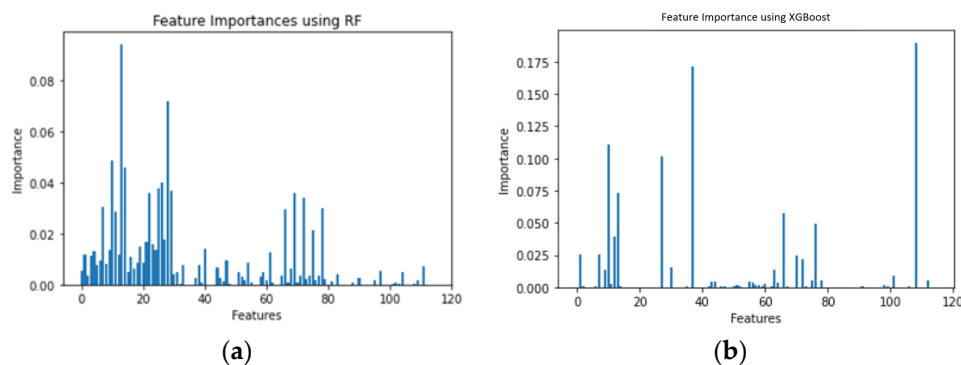 Feature Importances using RF
0.08
0.06
0.04
0.02
0.00
Importance
0 20 40 60 80 100 120
Features
(a)
Feature Importance using XGBoost
0.175
0.150
0.125
0.100
0.075
0.050
0.025
0.000
Importance
0 20 40 60 80 100 120
Features
(b)